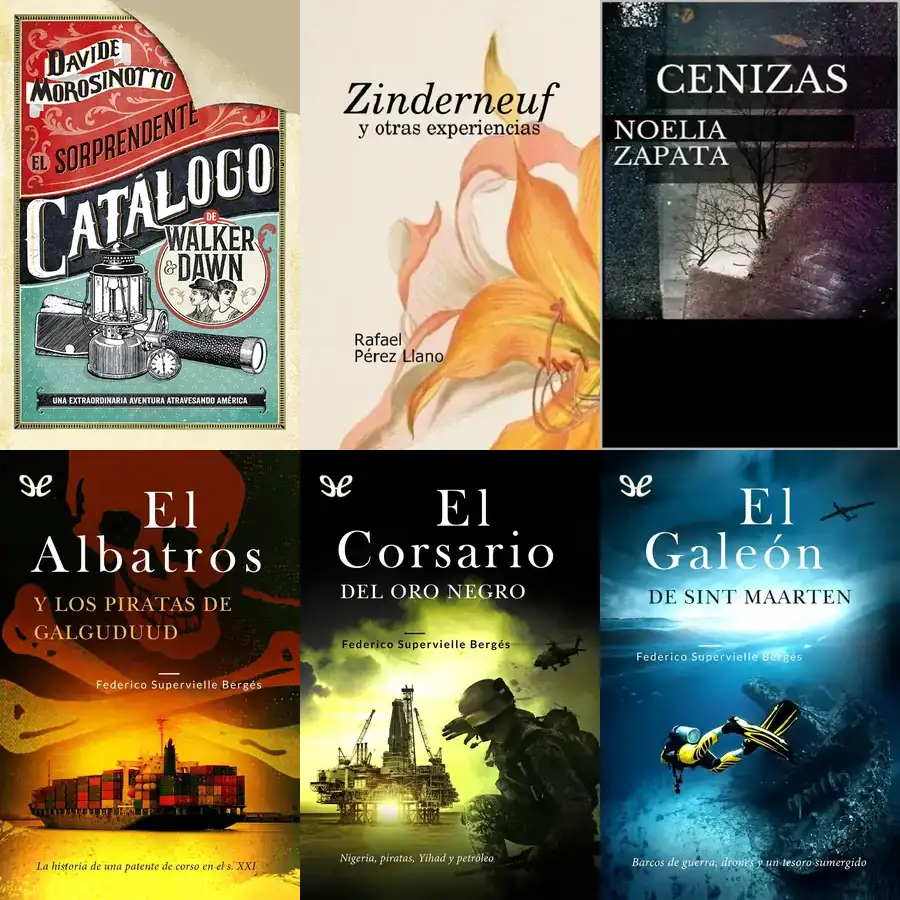 DAVIDE
MOROSINOTTO
EL SORPRENDENTE
CATÁLOGO
DE
WALKER
& DAWN
UNA EXTRAORDINARIA AVENTURA ATRAVESANDO AMÉRICA
Zinderneuf
y otras experiencias
Rafael
Pérez Llano
CENIZAS
NOELIA
ZAPATA
El
Albatros
Y LOS PIRATAS DE
GALGUDUUD
Federico Supervielle Bergés
La historia de una patente de corso en el s. XXI
El
Corsario
DEL ORO NEGRO
Federico Supervielle Bergés
Nigeria, piratas, Yihad y petróleo
El
Galeón
DE SINT MAARTEN
Federico Supervielle Bergés
Barcos de guerra, drones y un tesoro sumergido